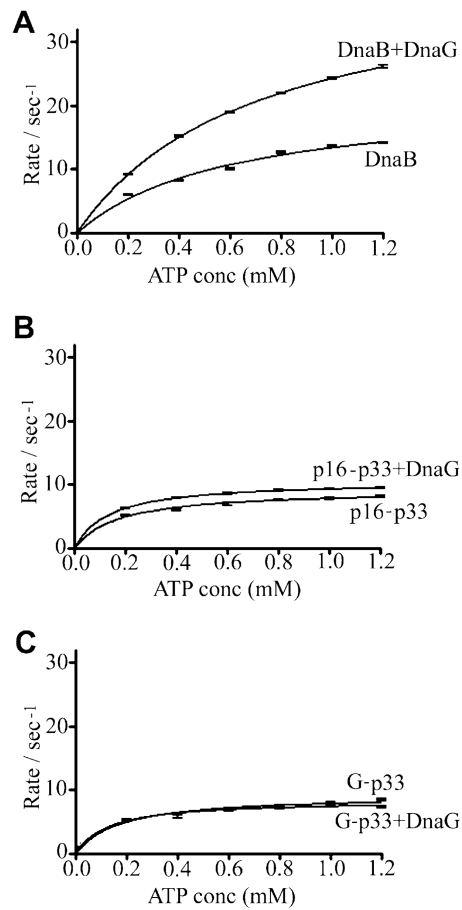 A
30
20
10
0
Rate / sec-1
DnaB+DnaG
DnaB
0.0 0.2 0.4 0.6 0.8 1.0 1.2
ATP conc (mM)
B
30
20
10
0
Rate / sec-1
p16-p33+DnaG
p16-p33
0.0 0.2 0.4 0.6 0.8 1.0 1.2
ATP conc (mM)
C
30
20
10
0
Rate / sec-1
G-p33
G-p33+DnaG
0.0 0.2 0.4 0.6 0.8 1.0 1.2
ATP conc (mM)